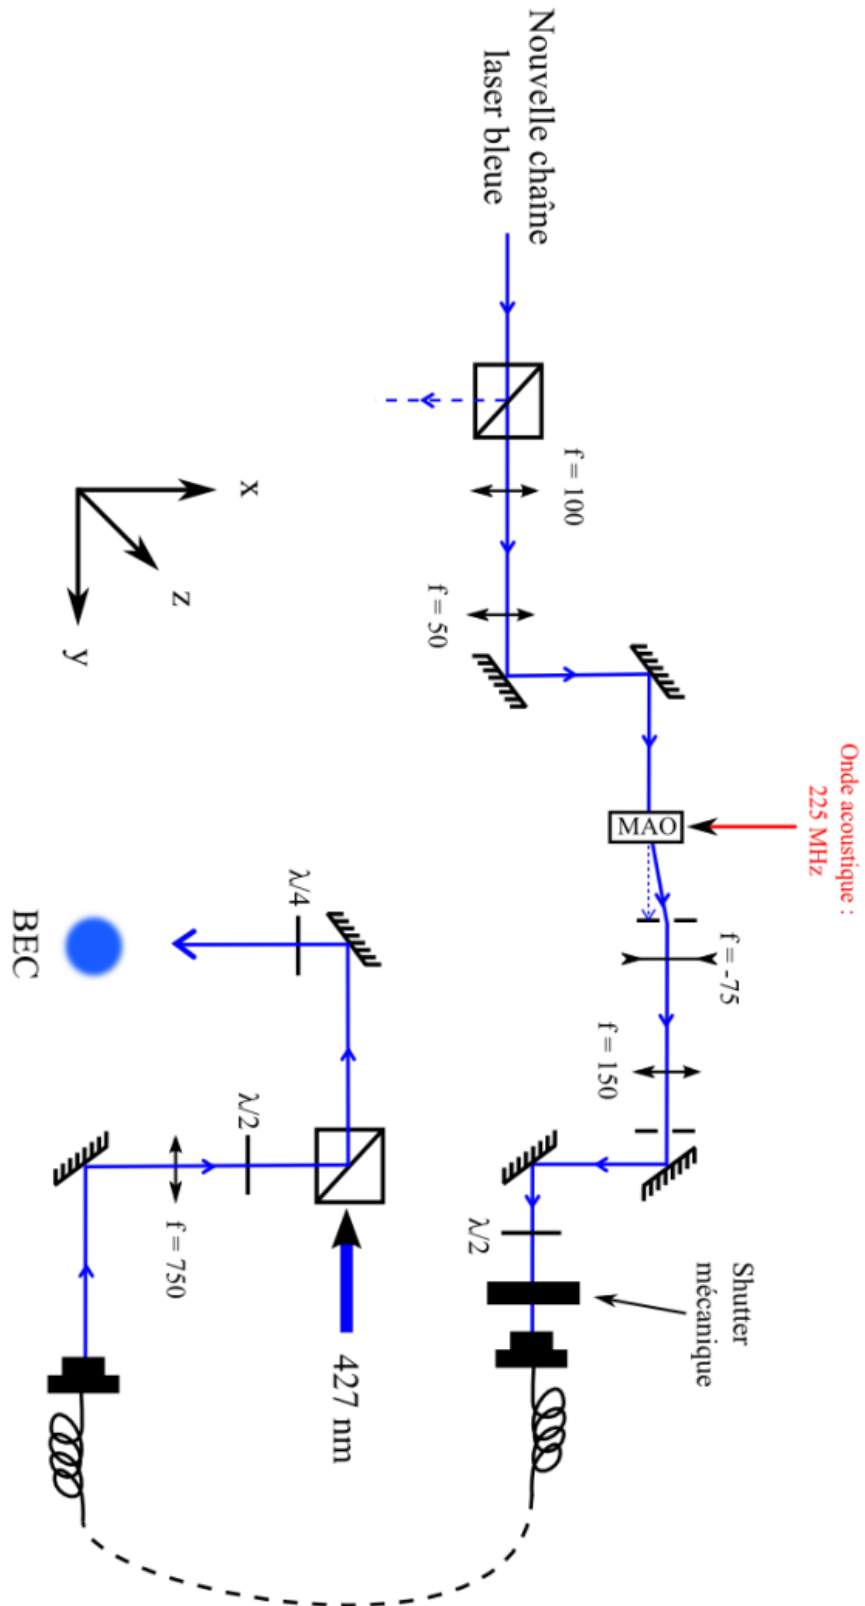 Nouvelle chaîne
laser bleue
f = 100
f = 50
Onde acoustique :
225 MHz
MAO
f = -75
f = 150
λ/2
Shutter
mécanique
x
z
y
BEC
λ/4
λ/2
f = 750
427 nm